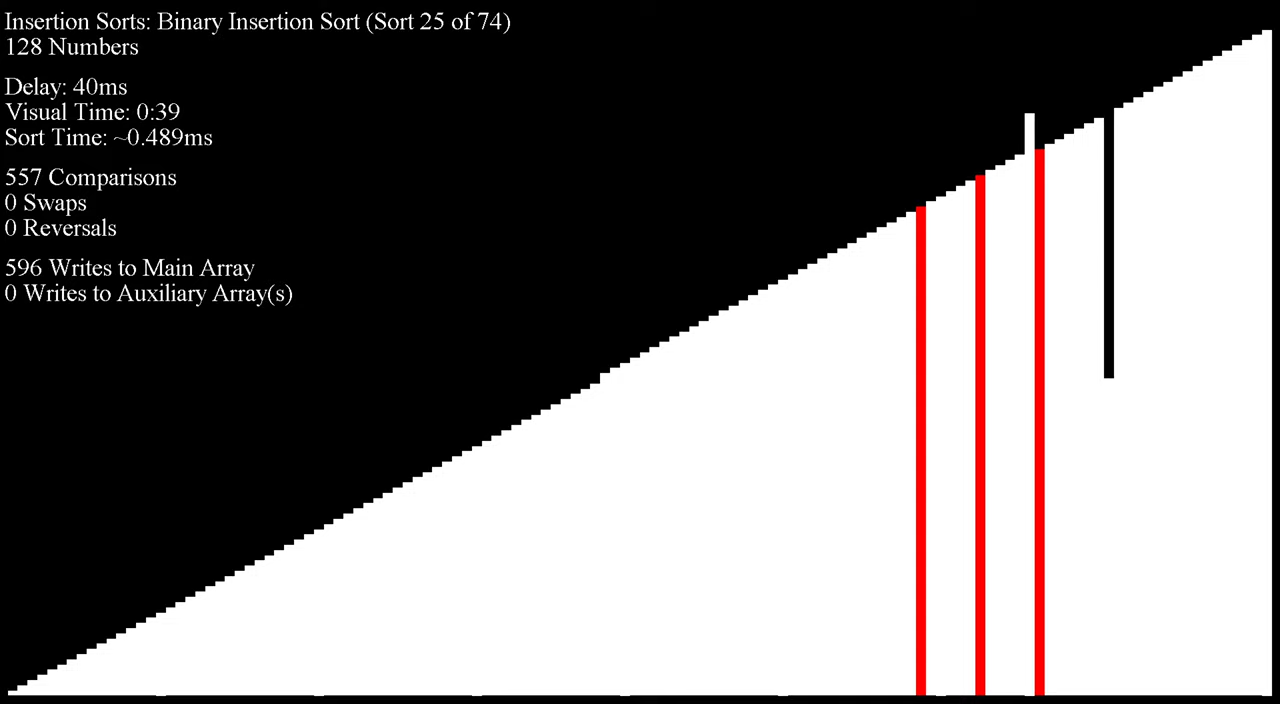 Insertion Sorts: Binary Insertion Sort (Sort 25 of 74)
128 Numbers
Delay: 40ms
Visual Time: 0:39
Sort Time: ~0.489ms
557 Comparisons
0 Swaps
0 Reversals
596 Writes to Main Array
0 Writes to Auxiliary Array(s)